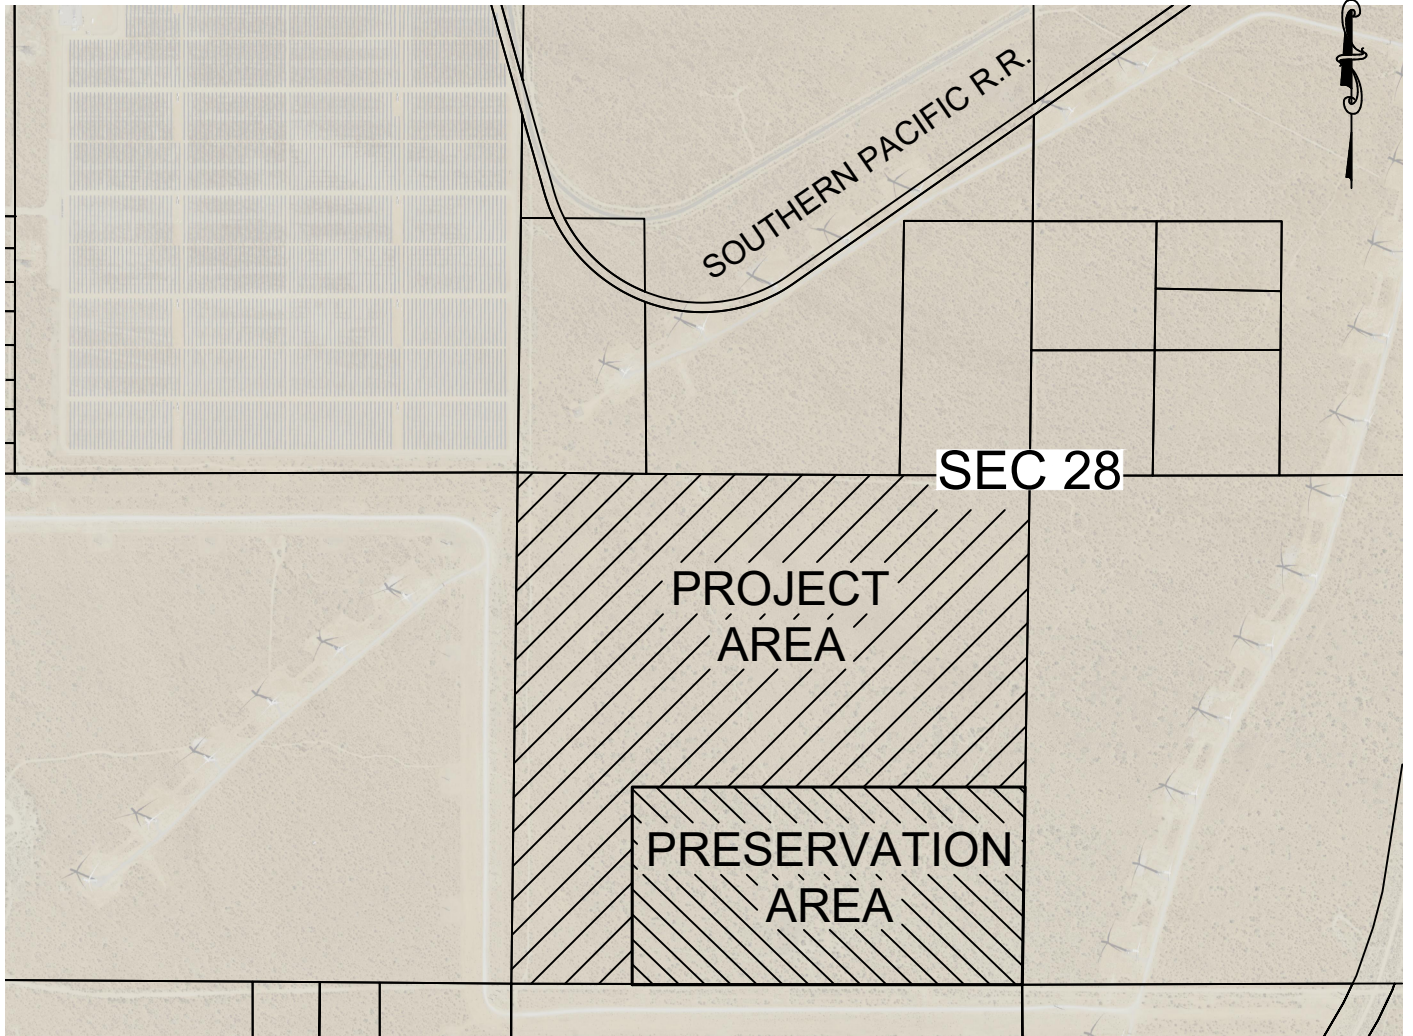 SOUTHERN PACIFIC R.R.
SEC 28
PROJECT
AREA
PRESERVATION
AREA